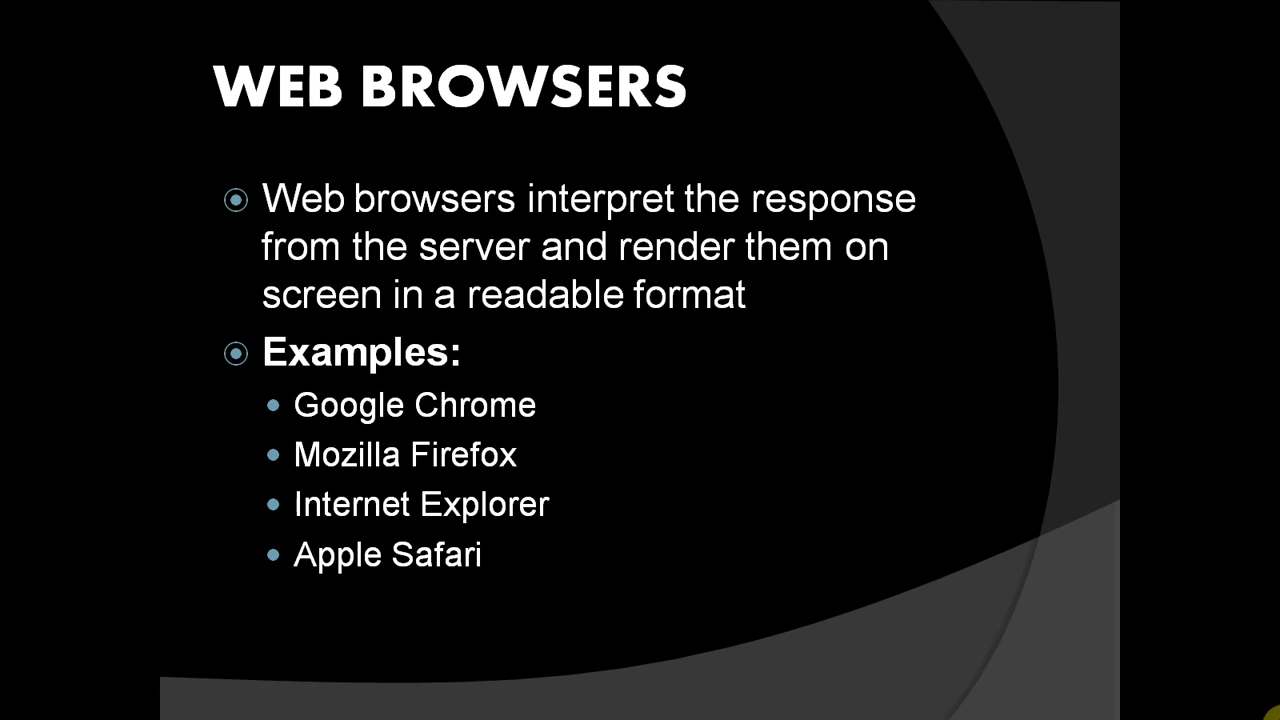 WEB BROWSERS
Web browsers interpret the response
from the server and render them on
screen in a readable format
Examples:
Google Chrome
Mozilla Firefox
Internet Explorer
Apple Safari